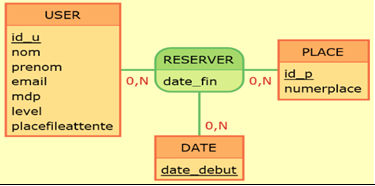 USER
id_u
nom
prenom
email
mdp
level
placefileattente
0,N
RESERVER
date_fin
0,N
PLACE
id_p
numerplace
0,N
DATE
date_debut